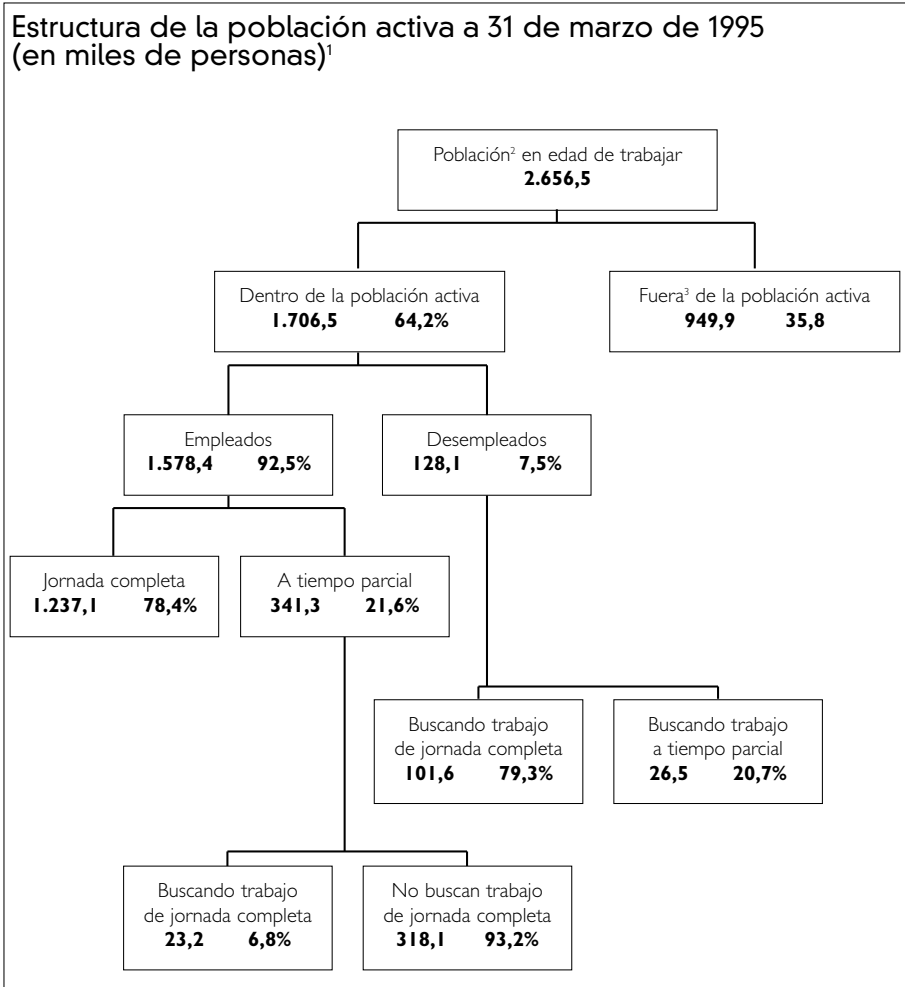 Estructura de la población activa a 31 de marzo de 1995
(en miles de personas)¹
Población² en edad de trabajar
2.656,5
Dentro de la población activa
1.706,5 64,2%
Fuera³ de la población activa
949,9 35,8
Empleados
1.578,4 92,5%
Desempleados
128,1 7,5%
Jornada completa
1.237,1 78,4%
A tiempo parcial
341,3 21,6%
Buscando trabajo
de jornada completa
101,6 79,3%
Buscando trabajo
a tiempo parcial
26,5 20,7%
Buscando trabajo
de jornada completa
23,2 6,8%
No buscan trabajo
de jornada completa
318,1 93,2%